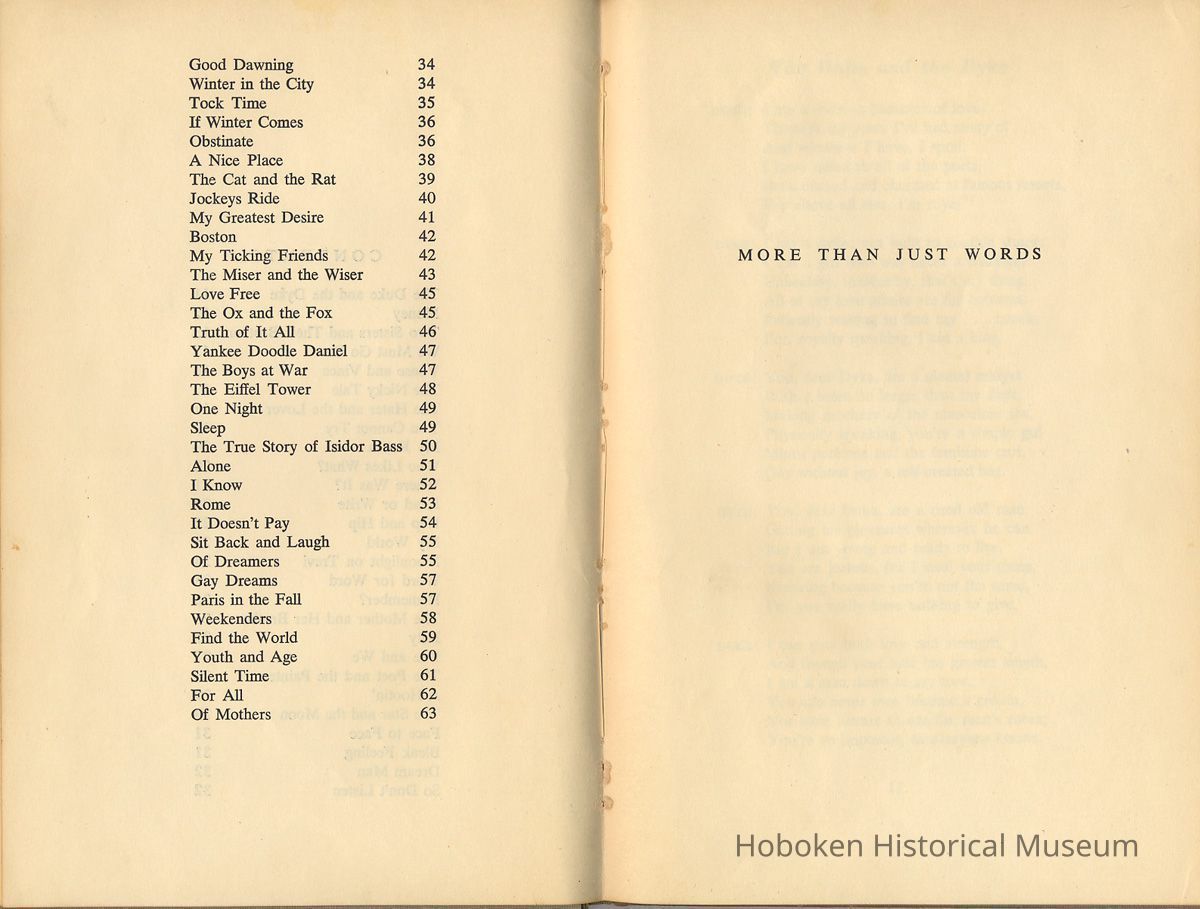 Good Dawning 34
Winter in the City 34
Tock Time 35
If Winter Comes 36
Obstinate 36
A Nice Place 38
The Cat and the Rat 39
Jockeys Ride 40
My Greatest Desire 41
Boston 42
My Ticking Friends 42
The Miser and the Wiser 43
Love Free 45
The Ox and the Fox 45
Truth of It All 46
Yankee Doodle Daniel 47
The Boys at War 47
The Eiffel Tower 48
One Night 49
Sleep 49
The True Story of Isidor Bass 50
Alone 51
I Know 52
Rome 53
It Doesn't Pay 54
Sit Back and Laugh 55
Of Dreamers 55
Gay Dreams 57
Paris in the Fall 57
Weekenders 58
Find the World 59
Youth and Age 60
Silent Time 61
For All 62
Of Mothers 63
MORE THAN JUST WORDS
Hoboken Historical Museum